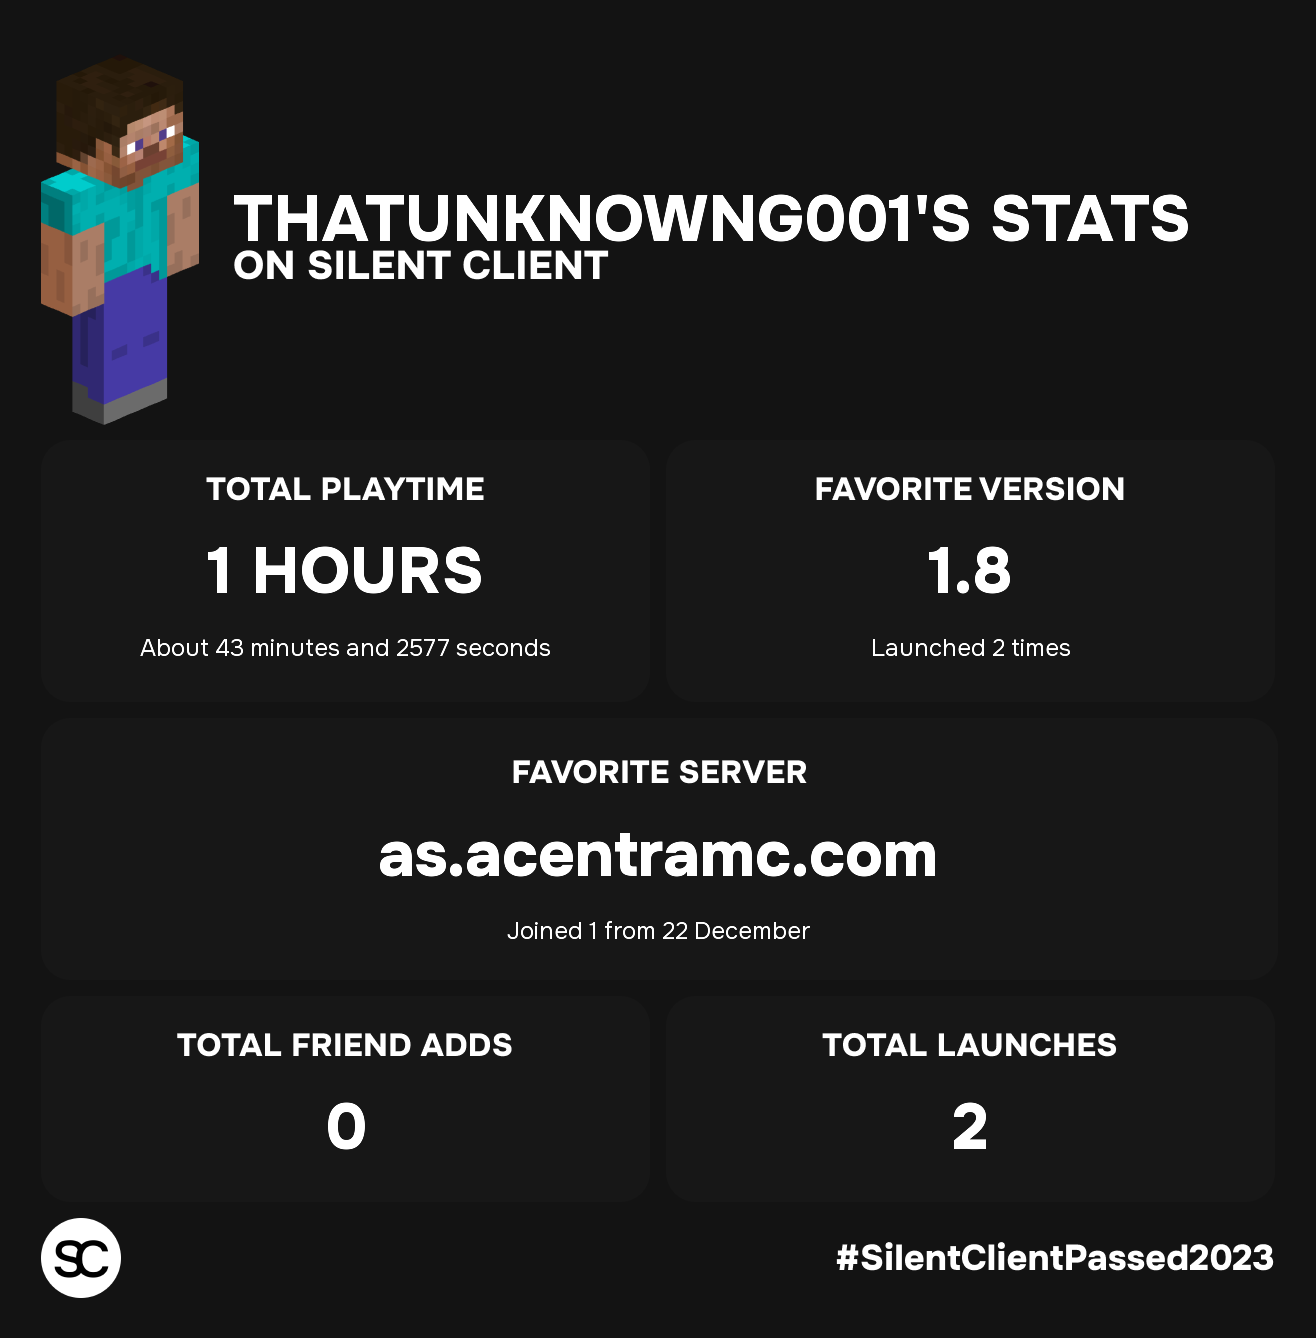 THATUNKNOWNG001'S STATS
ON SILENT CLIENT
TOTAL PLAYTIME
1 HOURS
About 43 minutes and 2577 seconds
FAVORITE VERSION
1.8
Launched 2 times
FAVORITE SERVER
as.acentramc.com
Joined 1 from 22 December
TOTAL FRIEND ADDS
0
TOTAL LAUNCHES
2
SC
#SilentClientPassed2023